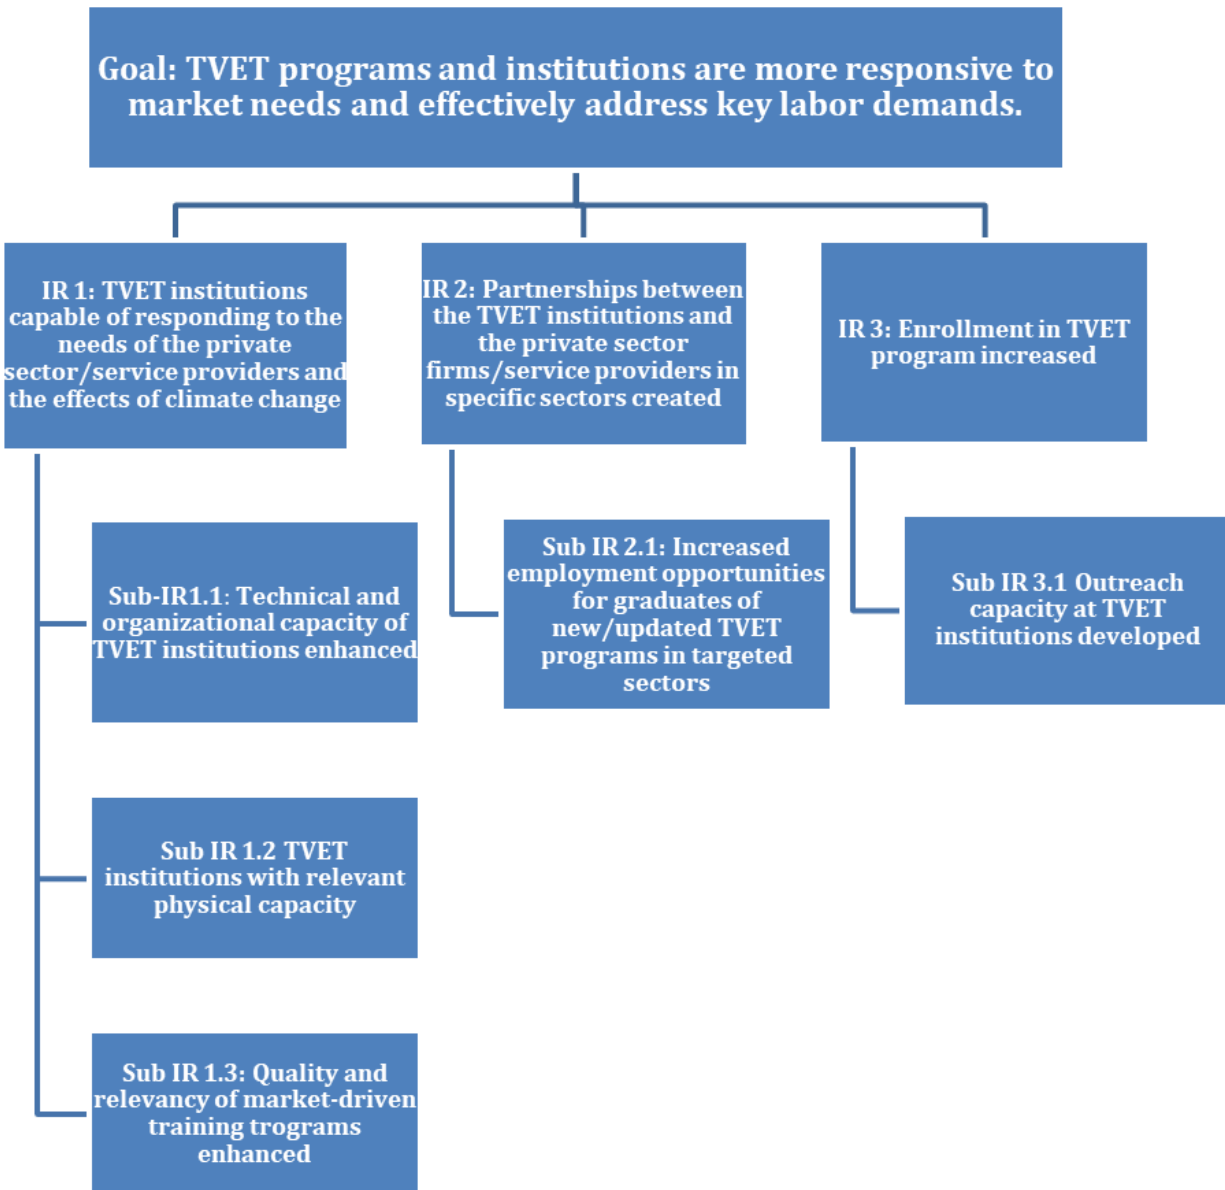 Goal: TVET programs and institutions are more responsive to
market needs and effectively address key labor demands.
IR 1: TVET institutions
capable of responding to the
needs of the private
sector/service providers and
the effects of climate change
IR 2: Partnerships between
the TVET institutions and
the private sector
firms/service providers in
specific sectors created
IR 3: Enrollment in TVET
program increased
Sub-IR1.1: Technical and
organizational capacity of
TVET institutions enhanced
Sub IR 2.1: Increased
employment opportunities
for graduates of
new/updated TVET
programs in targeted
sectors
Sub IR 3.1 Outreach
capacity at TVET
institutions developed
Sub IR 1.2 TVET
institutions with relevant
physical capacity
Sub IR 1.3: Quality and
relevancy of market-driven
training trograms
enhanced